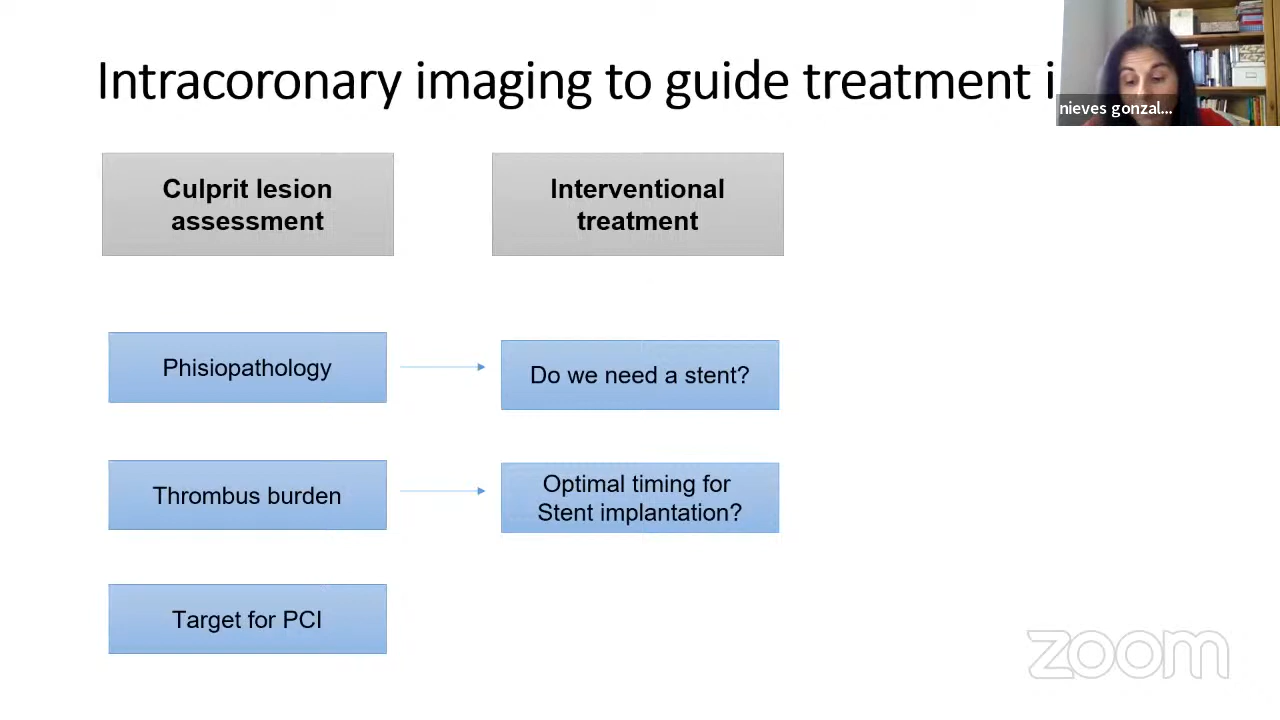 Intracoronary imaging to guide treatment i
nieves gonzal...
Culprit lesion
assessment
Interventional
treatment
Phisiopathology
Do we need a stent?
Thrombus burden
Optimal timing for
Stent implantation?
Target for PCI
zoom